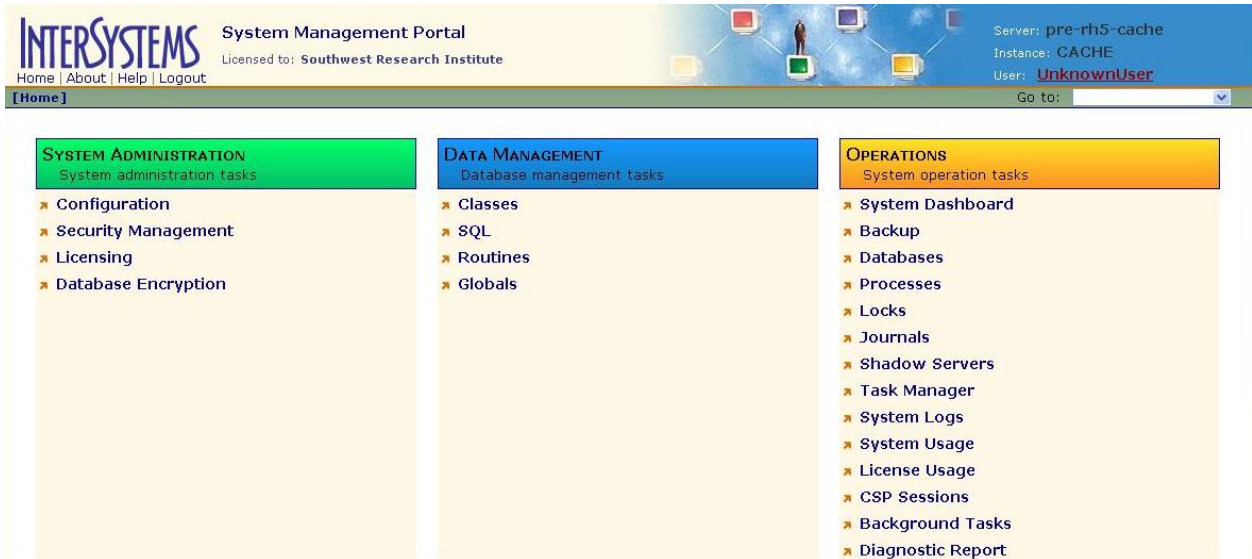 INTERSYSTEMS
Home | About | Help | Logout
System Management Portal
Licensed to: Southwest Research Institute
Server: pre-rh5-cache
Instance: CACHE
User: UnknownUser
[Home]
Go to:
SYSTEM ADMINISTRATION
System administration tasks
Configuration
Security Management
Licensing
Database Encryption
DATA MANAGEMENT
Database management tasks
Classes
SQL
Routines
Globals
OPERATIONS
System operation tasks
System Dashboard
Backup
Databases
Processes
Locks
Journals
Shadow Servers
Task Manager
System Logs
System Usage
License Usage
CSP Sessions
Background Tasks
Diagnostic Report